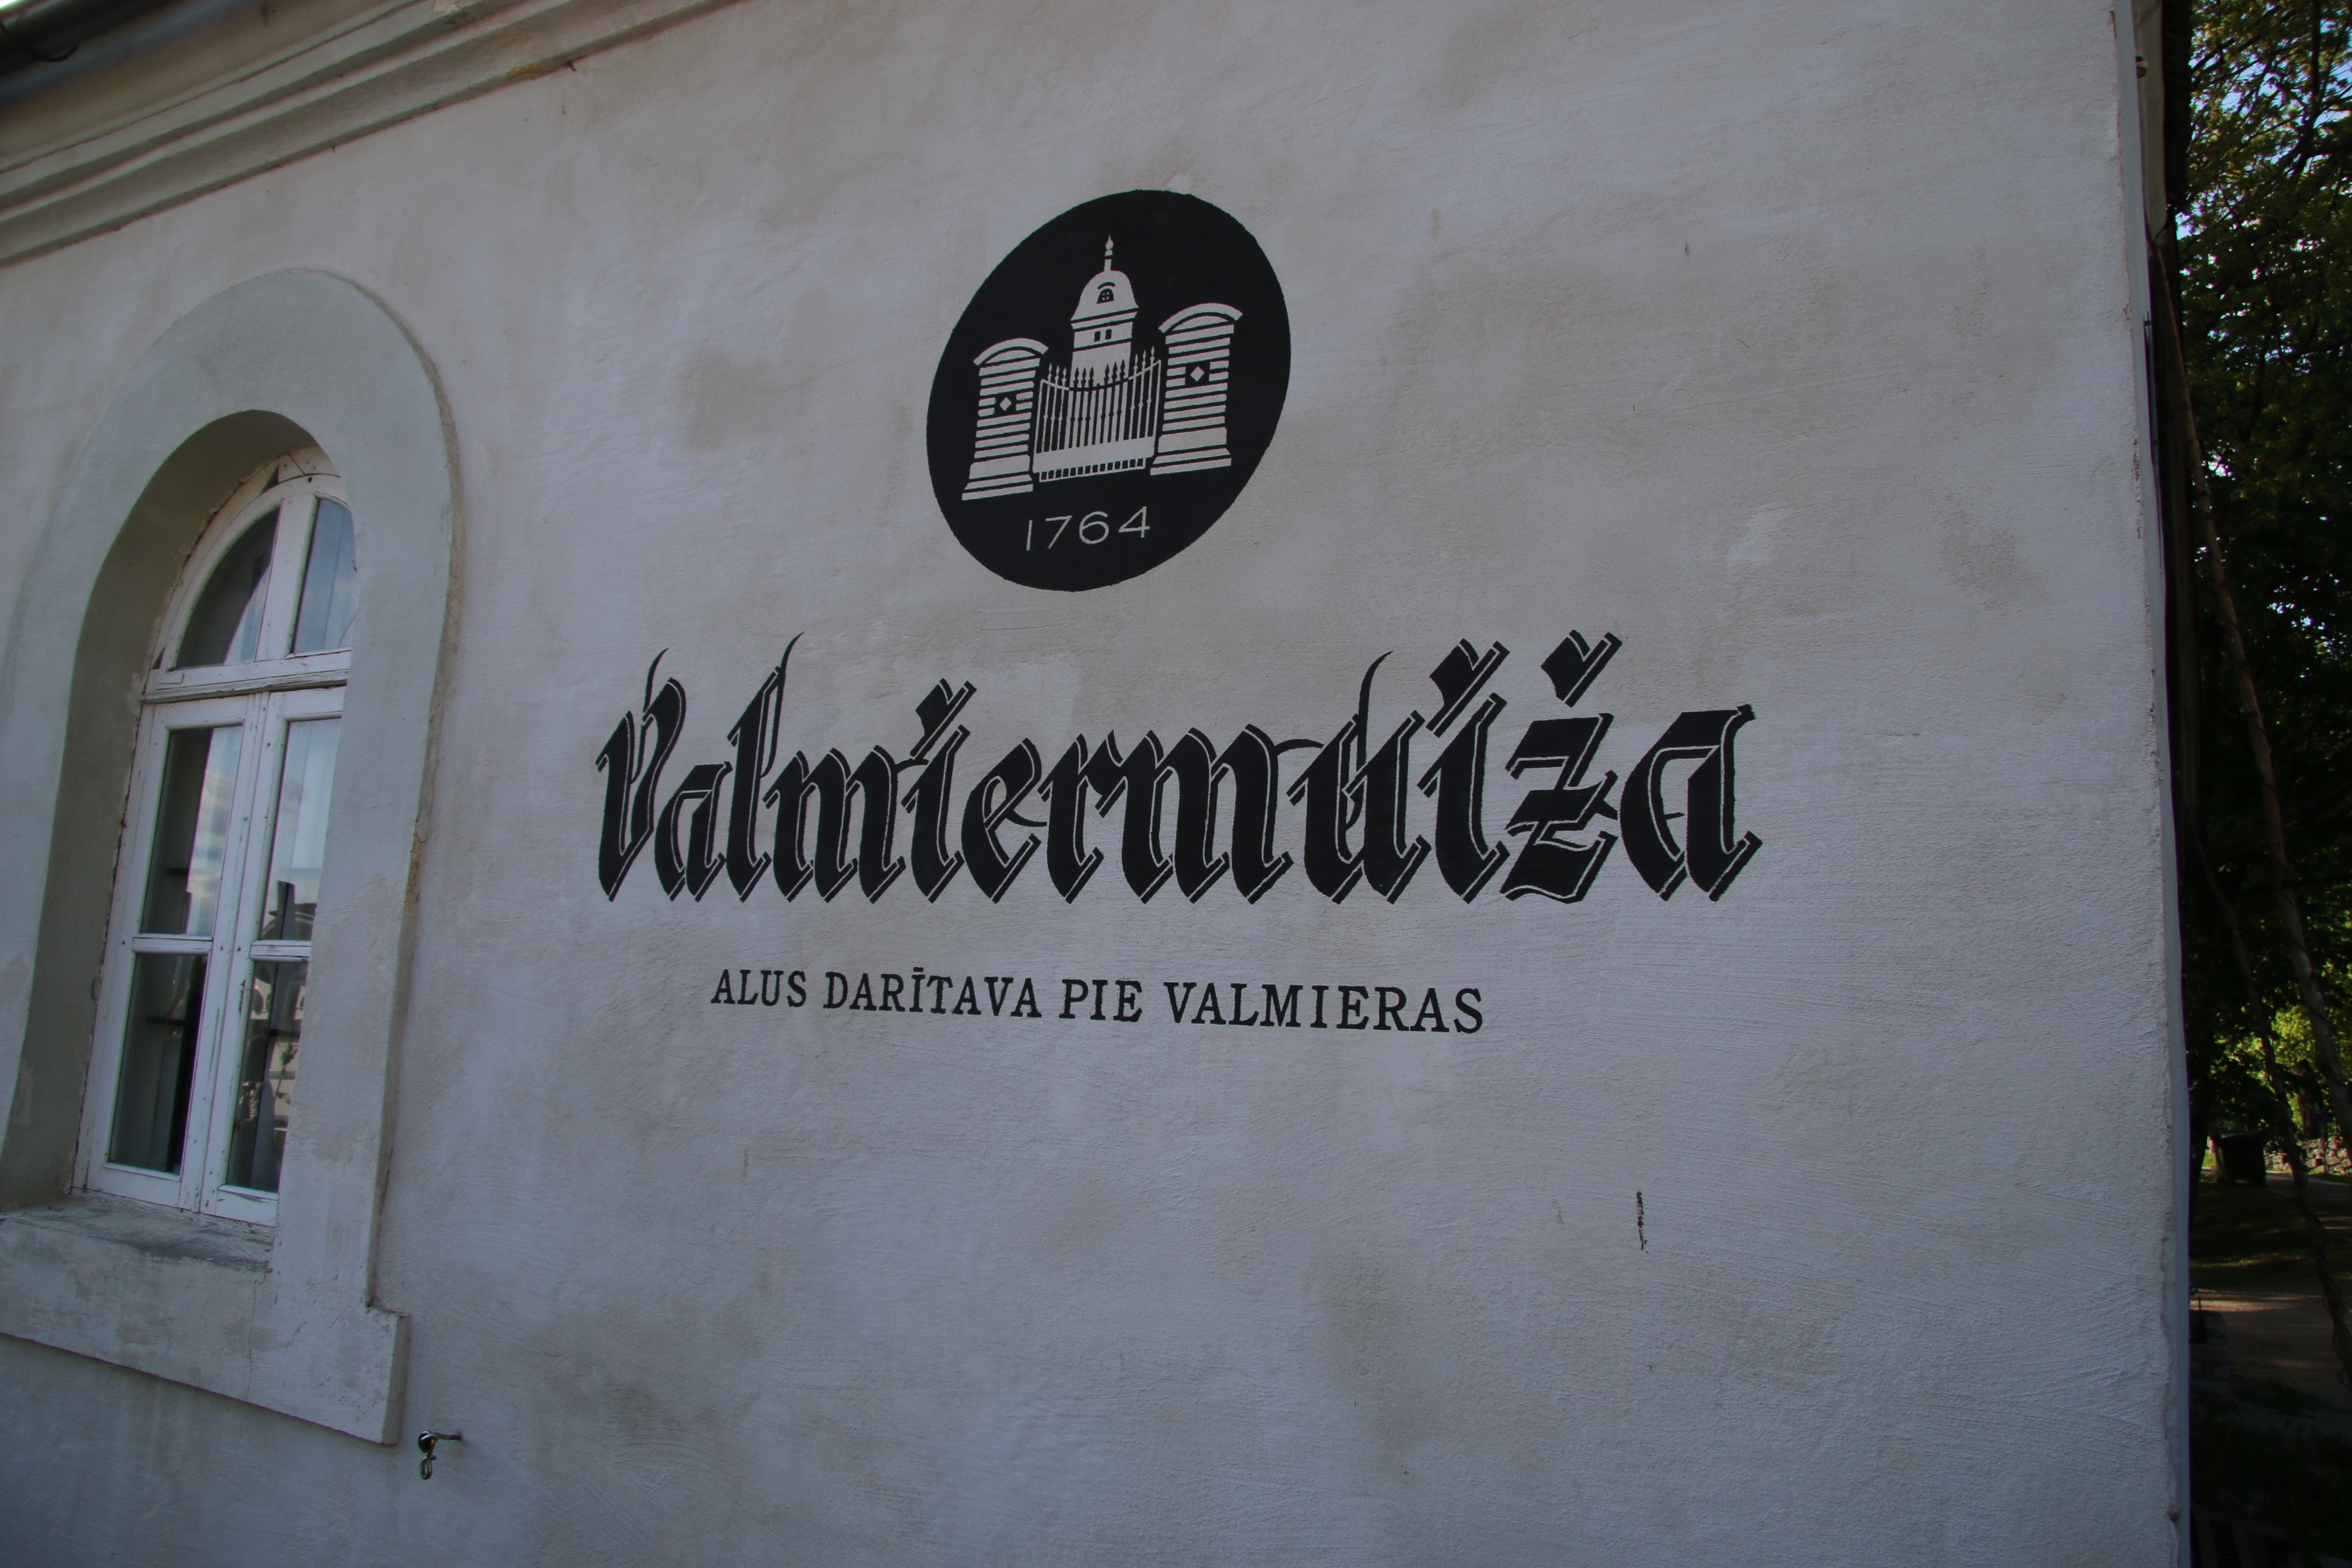 1764
Valmiermuiža
ALUS DARĪTAVA PIE VALMIERAS